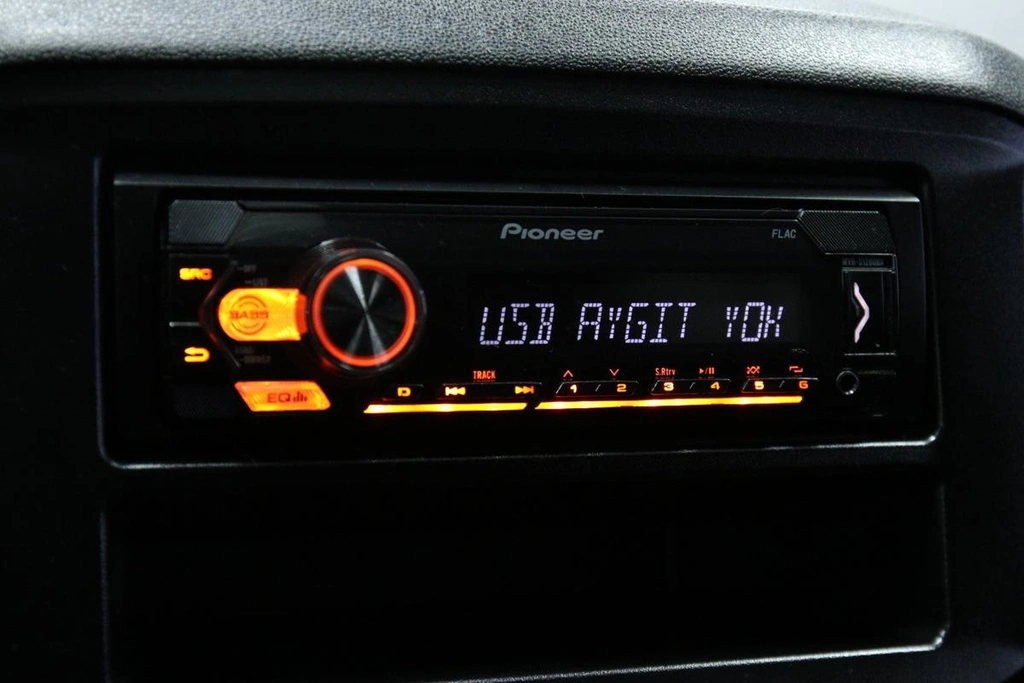 Pioneer
FLAC
SRC
BASS
USB AYGIT YOK
TRACK
S.Rtrv
D
1 / 2
3 / 4
5 / 6
EQ